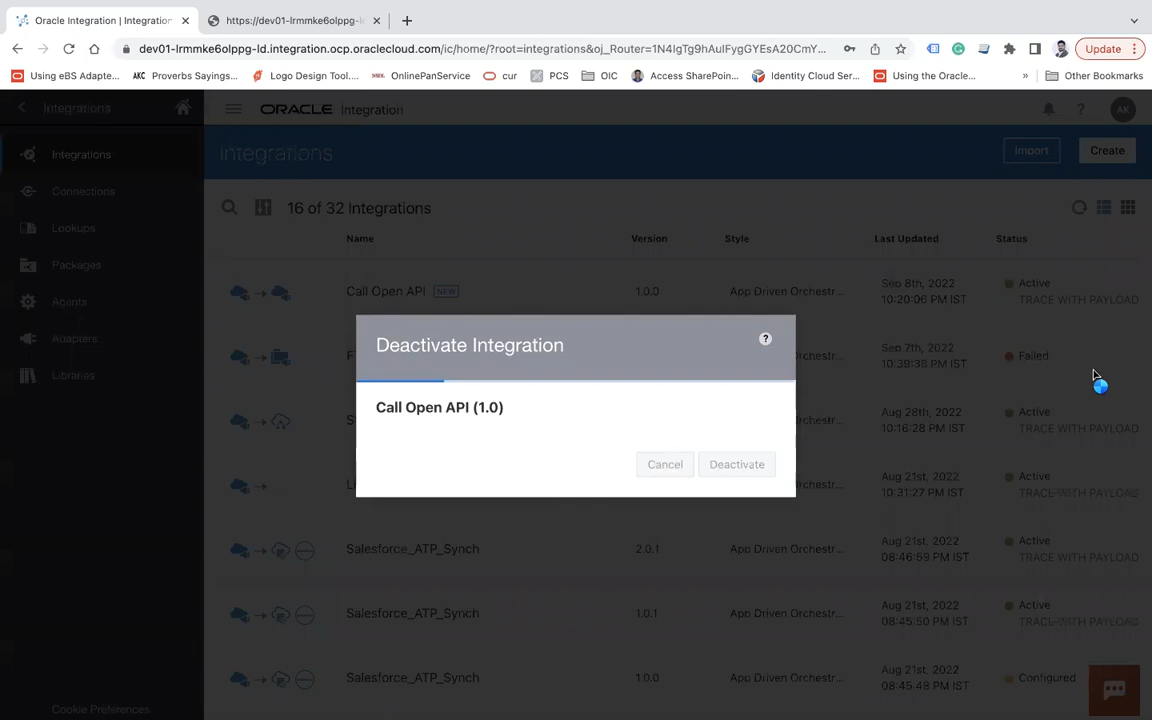 Oracle Integration | Integration
https://dev01-lrmmke6olppg-l
dev01-lrmmke6olppg-ld.integration.ocp.oraclecloud.com/ic/home/?root=integrations&oj_Router=1N4IgTg9hAuIFygGYEsA20CmY...
Update
Using eBS Adapte...
AKC Proverbs Sayings...
Logo Design Tool....
OnlinePanService
cur
PCS
OIC
Access SharePoin...
Identity Cloud Ser...
Using the Oracle...
»
Other Bookmarks
Integrations
ORACLE Integration
AK
Integrations
Connections
Lookups
Packages
Agents
Adapters
Libraries
Cookie Preferences
Integrations
Import
Create
16 of 32 Integrations
Name Version Style Last Updated Status
Call Open API NEW 1.0.0 App Driven Orchestr...
Sep 8th, 2022
10:20:06 PM IST
Active
TRACE WITH PAYLOAD
Sep 7th, 2022
10:39:38 PM IST
Failed
Aug 28th, 2022
10:16:28 PM IST
Active
TRACE WITH PAYLOAD
Aug 21st, 2022
10:31:27 PM IST
Active
TRACE WITH PAYLOAD
Salesforce_ATP_Synch 2.0.1 App Driven Orchestr...
Aug 21st, 2022
08:46:59 PM IST
Active
TRACE WITH PAYLOAD
Salesforce_ATP_Synch 1.0.1 App Driven Orchestr...
Aug 21st, 2022
08:45:50 PM IST
Active
TRACE WITH PAYLOAD
Salesforce_ATP_Synch 1.0.0 App Driven Orchestr...
Aug 21st, 2022
08:45:48 PM IST
Configured
Deactivate Integration
?
Call Open API (1.0)
Cancel
Deactivate